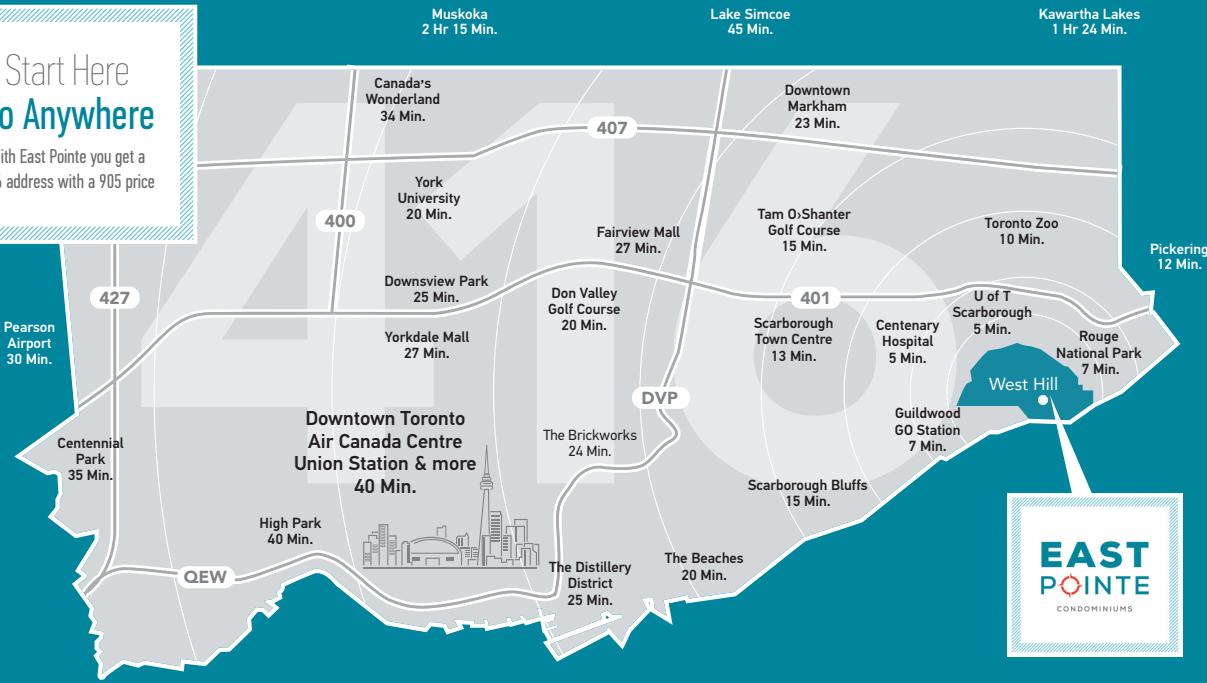 Muskoka
2 Hr 15 Min.
Lake Simcoe
45 Min.
Kawartha Lakes
1 Hr 24 Min.
Start Here
o Anywhere
ith East Pointe you get a
address with a 905 price
416
Canada's
Wonderland
34 Min.
Downtown
Markham
23 Min.
407
York
University
20 Min.
400
Fairview Mall
27 Min.
Tam O›Shanter
Golf Course
15 Min.
Toronto Zoo
10 Min.
Pickering
12 Min.
427
Downsview Park
25 Min.
Don Valley
Golf Course
20 Min.
401
U of T
Scarborough
5 Min.
Pearson
Airport
30 Min.
Yorkdale Mall
27 Min.
Scarborough
Town Centre
13 Min.
Centenary
Hospital
5 Min.
Rouge
National Park
7 Min.
West Hill
DVP
Downtown Toronto
Air Canada Centre
Union Station & more
40 Min.
Guildwood
GO Station
7 Min.
Centennial
Park
35 Min.
The Brickworks
24 Min.
Scarborough Bluffs
15 Min.
High Park
40 Min.
QEW
The Distillery
District
25 Min.
The Beaches
20 Min.
EAST
POINTE
CONDOMINIUMS